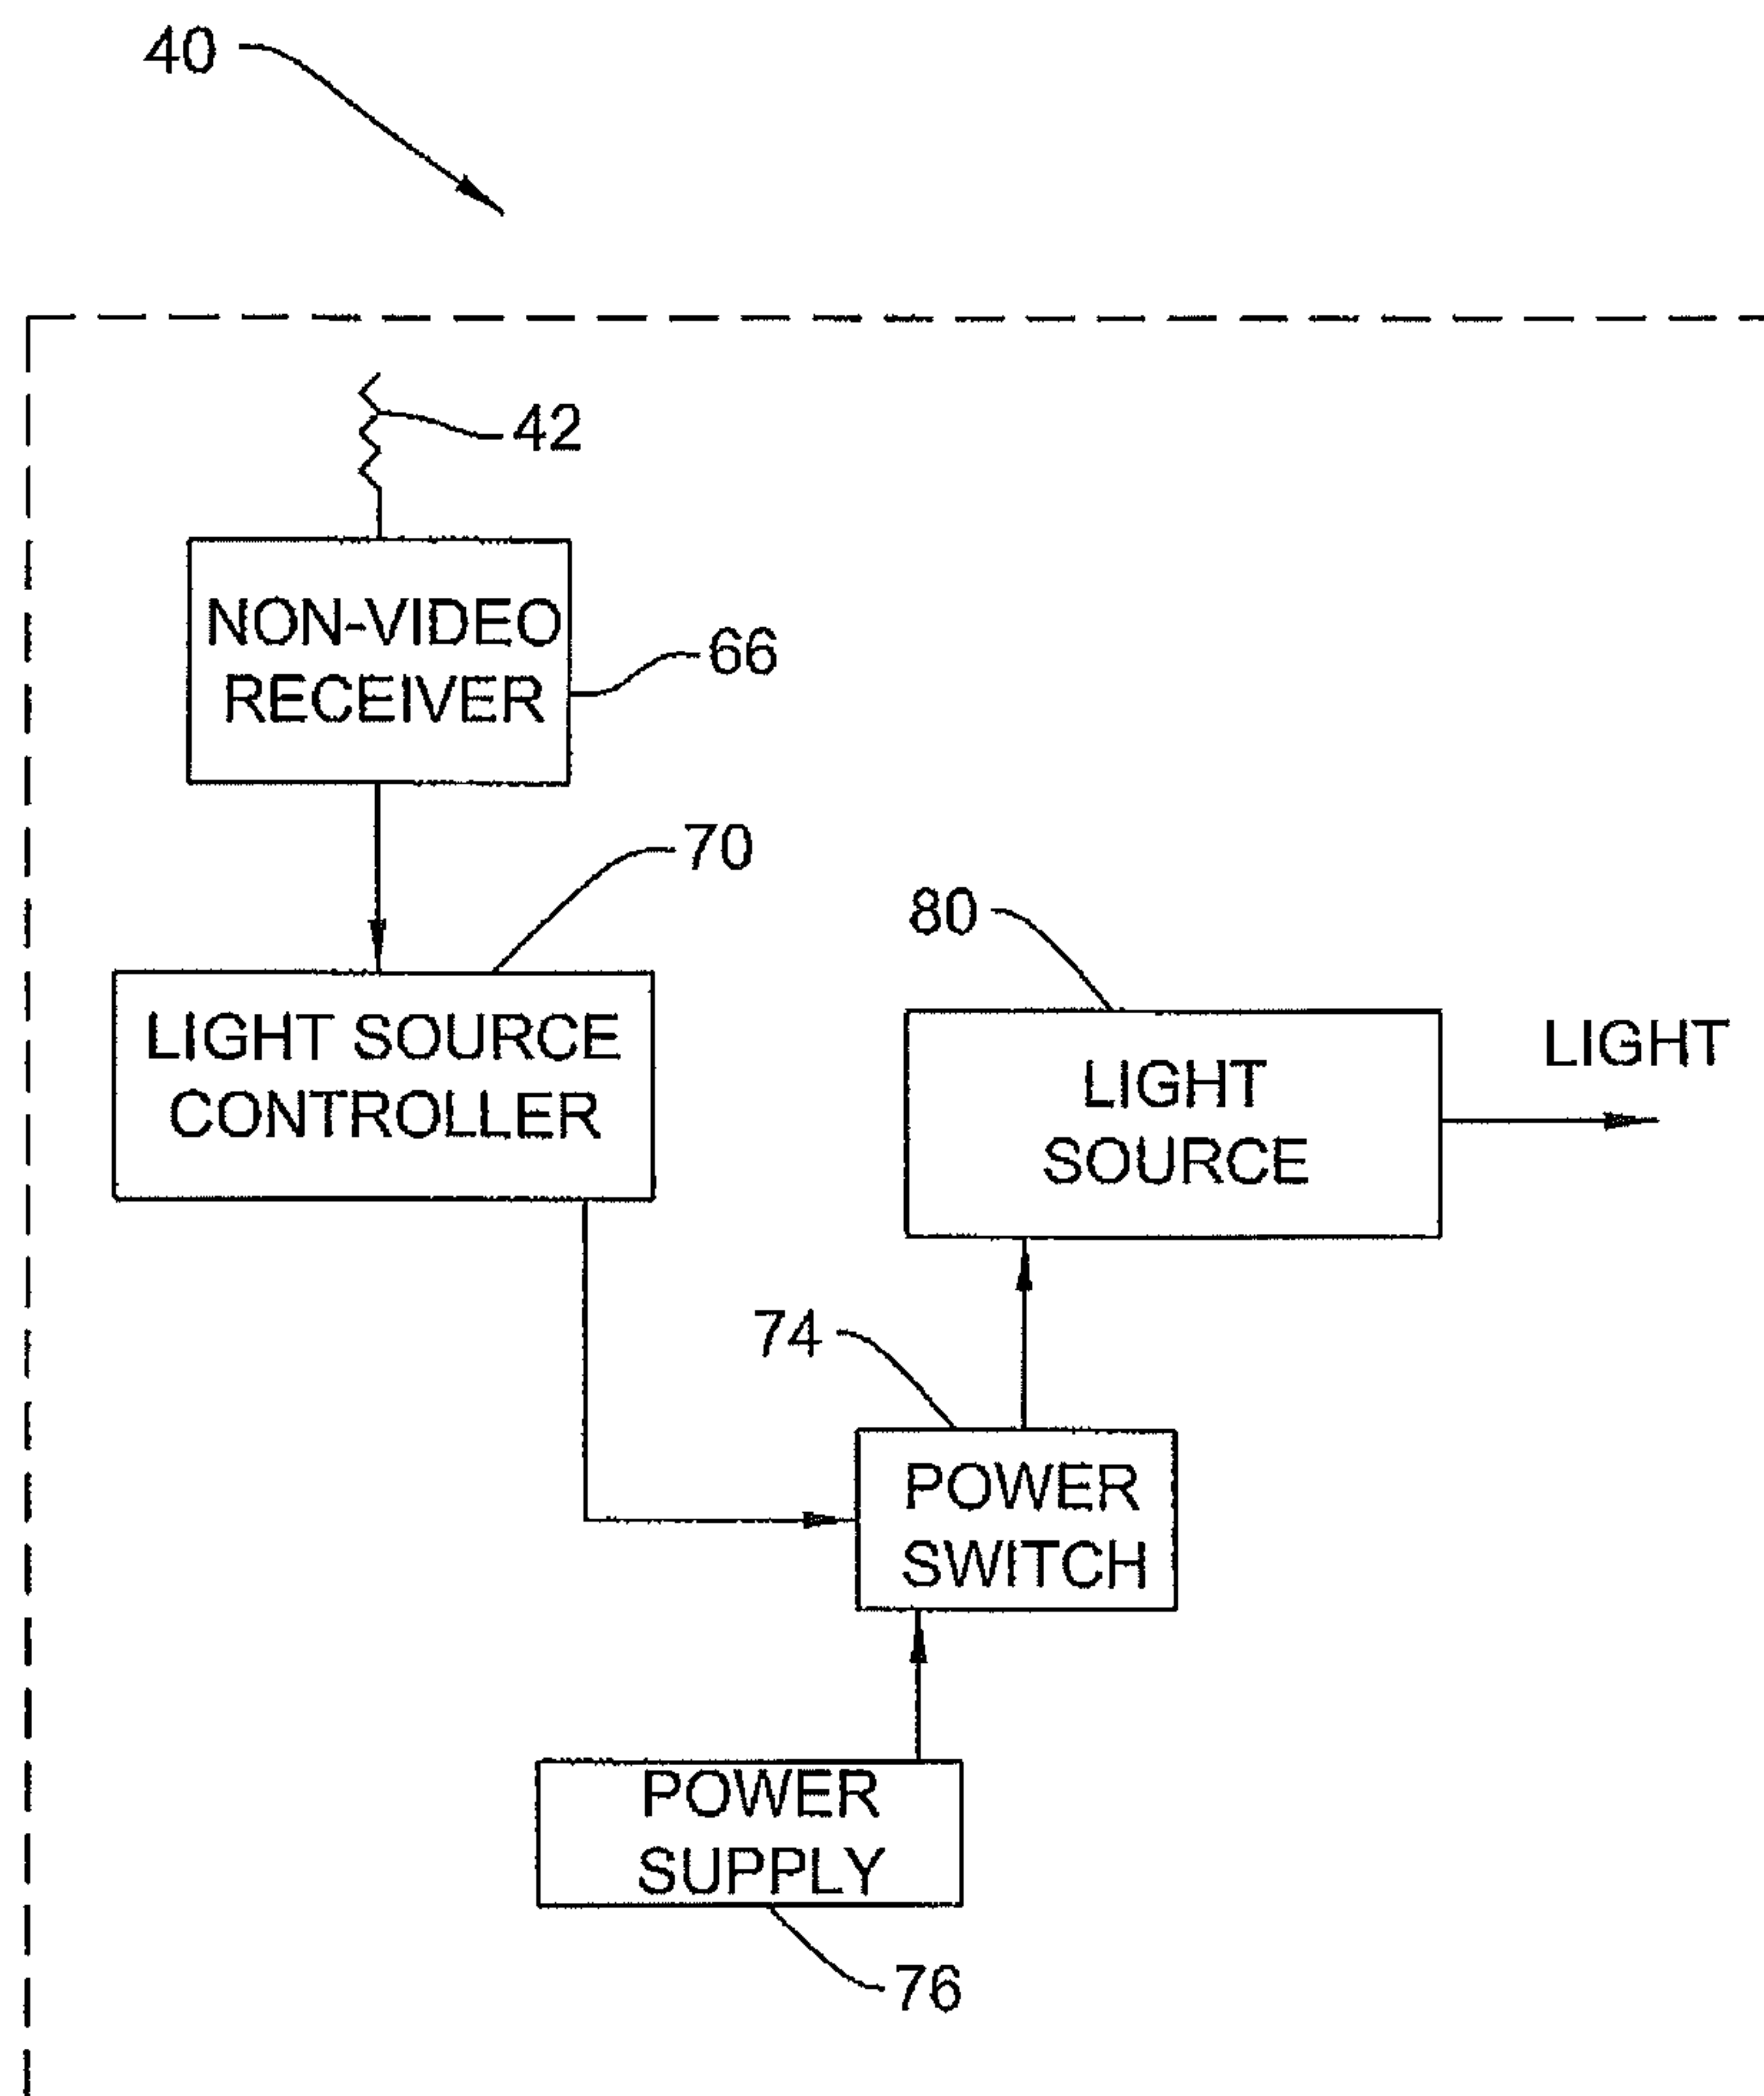 40
42
NON-VIDEO
RECEIVER
66
70
LIGHT SOURCE
CONTROLLER
80
LIGHT
SOURCE
LIGHT
74
POWER
SWITCH
POWER
SUPPLY
76